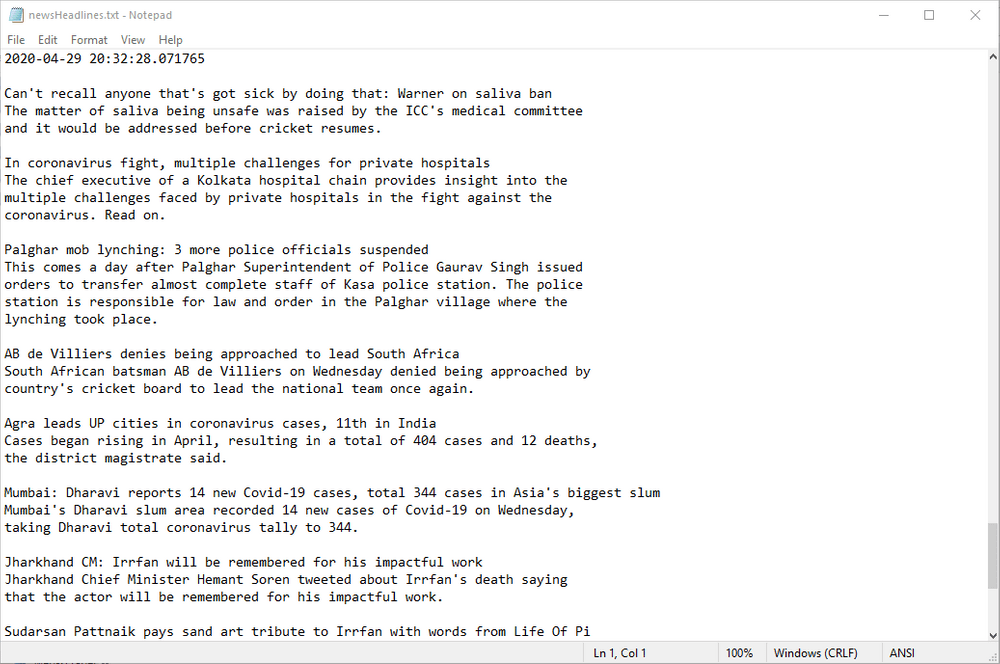 newsHeadlines.txt - Notepad
File Edit Format View Help
2020-04-29 20:32:28.071765
Can't recall anyone that's got sick by doing that: Warner on saliva ban
The matter of saliva being unsafe was raised by the ICC's medical committee
and it would be addressed before cricket resumes.
In coronavirus fight, multiple challenges for private hospitals
The chief executive of a Kolkata hospital chain provides insight into the
multiple challenges faced by private hospitals in the fight against the
coronavirus. Read on.
Palghar mob lynching: 3 more police officials suspended
This comes a day after Palghar Superintendent of Police Gaurav Singh issued
orders to transfer almost complete staff of Kasa police station. The police
station is responsible for law and order in the Palghar village where the
lynching took place.
AB de Villiers denies being approached to lead South Africa
South African batsman AB de Villiers on Wednesday denied being approached by
country's cricket board to lead the national team once again.
Agra leads UP cities in coronavirus cases, 11th in India
Cases began rising in April, resulting in a total of 404 cases and 12 deaths,
the district magistrate said.
Mumbai: Dharavi reports 14 new Covid-19 cases, total 344 cases in Asia's biggest slum
Mumbai's Dharavi slum area recorded 14 new cases of Covid-19 on Wednesday,
taking Dharavi total coronavirus tally to 344.
Jharkhand CM: Irrfan will be remembered for his impactful work
Jharkhand Chief Minister Hemant Soren tweeted about Irrfan's death saying
that the actor will be remembered for his impactful work.
Sudarsan Pattnaik pays sand art tribute to Irrfan with words from Life Of Pi
Ln 1, Col 1 100% Windows (CRLF) ANSI